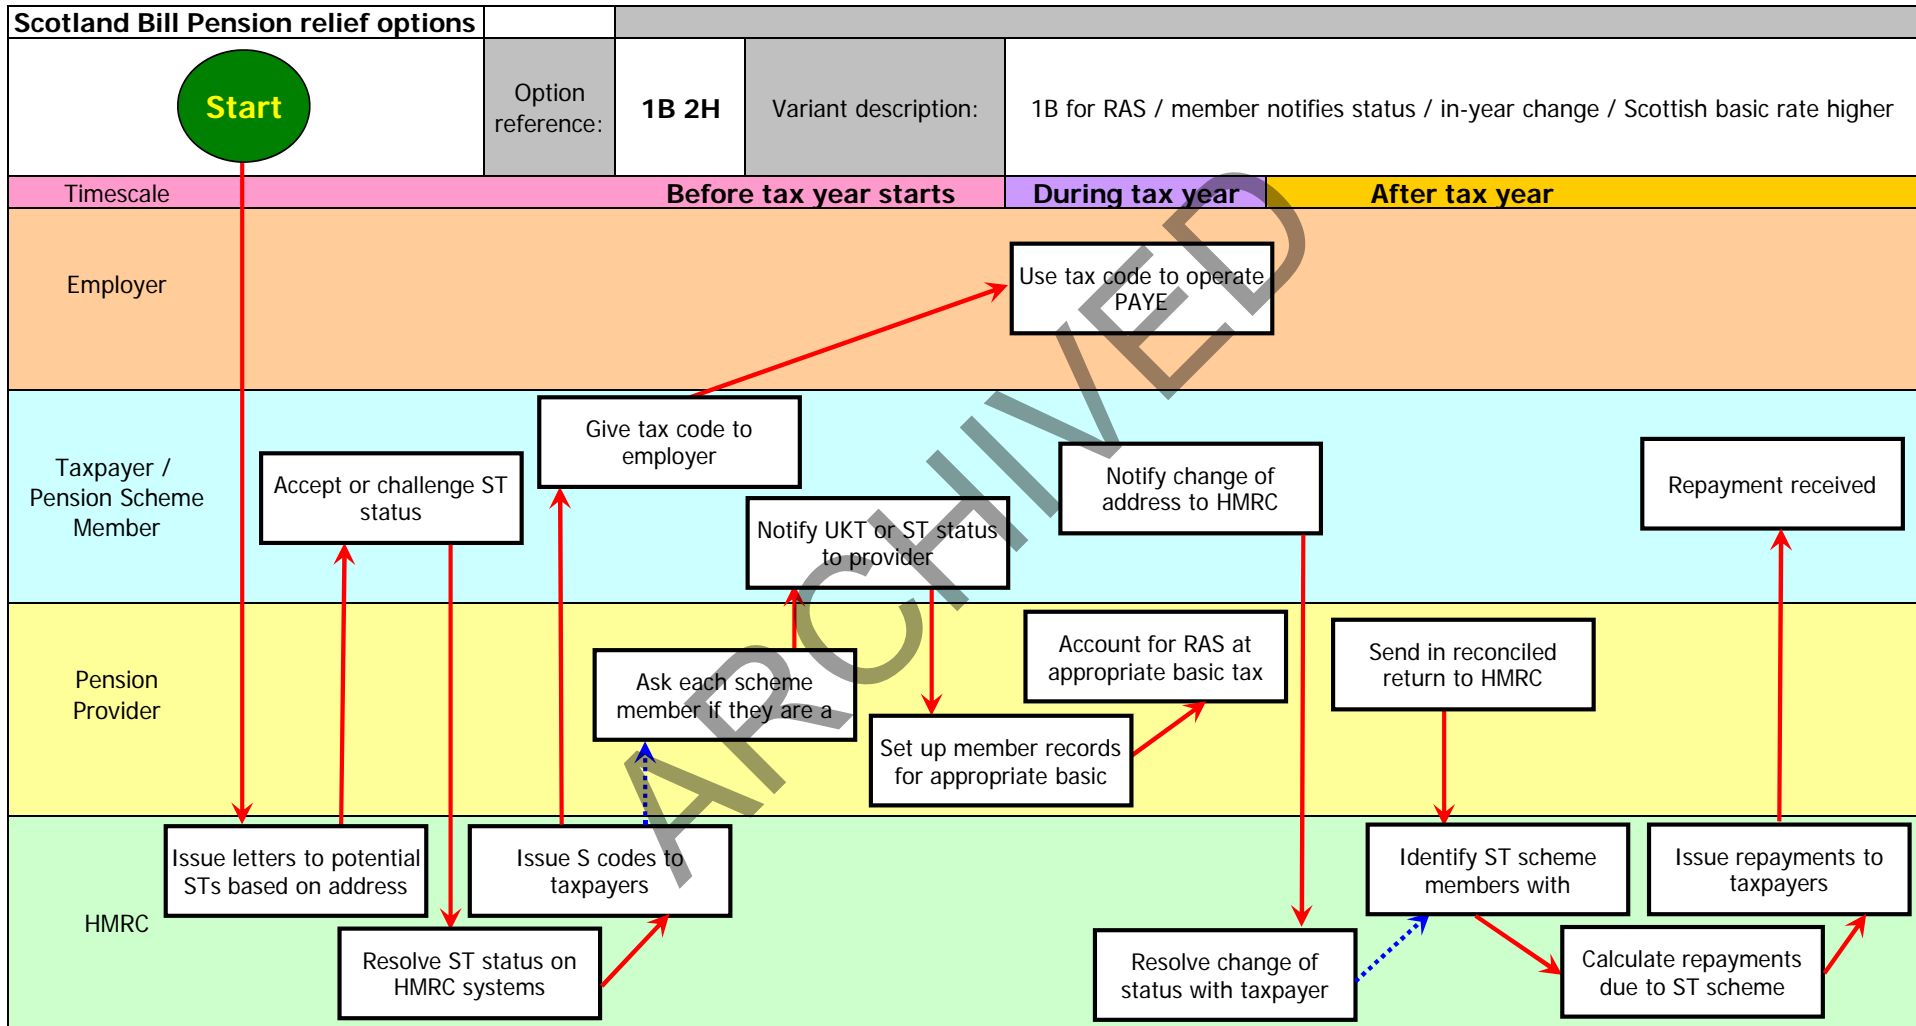 Scotland Bill Pension relief options
Start
Option
reference:
1B 2H
Variant description:
1B for RAS / member notifies status / in-year change / Scottish basic rate higher
Timescale
Before tax year starts
During tax year
After tax year
Employer
Use tax code to operate
PAYE
Taxpayer /
Pension Scheme
Member
Accept or challenge ST
status
Give tax code to
employer
Notify UKT or ST status
to provider
Notify change of
address to HMRC
Repayment received
Pension
Provider
Ask each scheme
member if they are a
Set up member records
for appropriate basic
Account for RAS at
appropriate basic tax
Send in reconciled
return to HMRC
HMRC
Issue letters to potential
STs based on address
Resolve ST status on
HMRC systems
Issue S codes to
taxpayers
Resolve change of
status with taxpayer
Identify ST scheme
members with
Calculate repayments
due to ST scheme
Issue repayments to
taxpayers
ARCHIVED